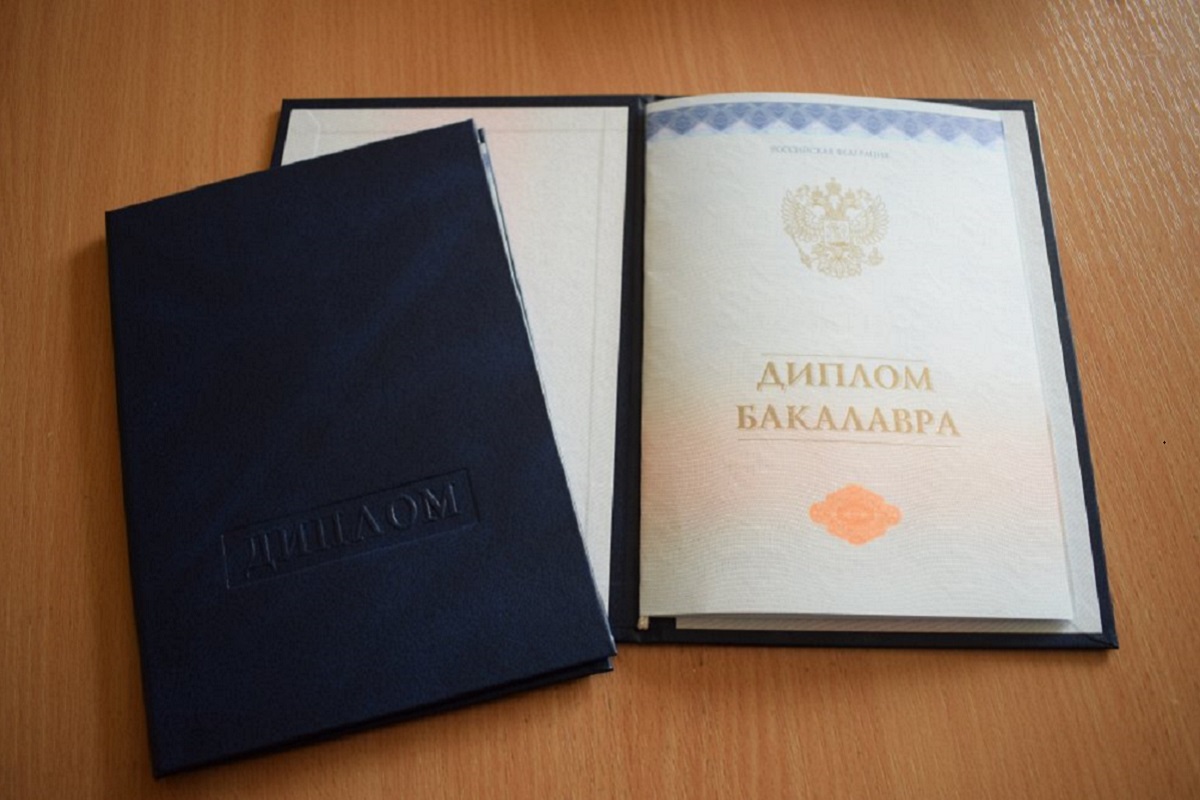 ДИПЛОМ
РОССИЙСКАЯ ФЕДЕРАЦИЯ
ДИПЛОМ
БАКАЛАВРА